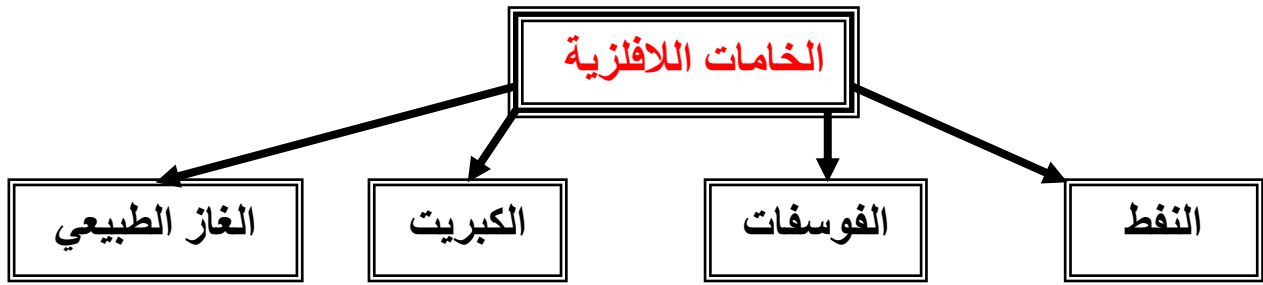 الخامات اللافلزية
النفط
الفوسفات
الكبريت
الغاز الطبيعي